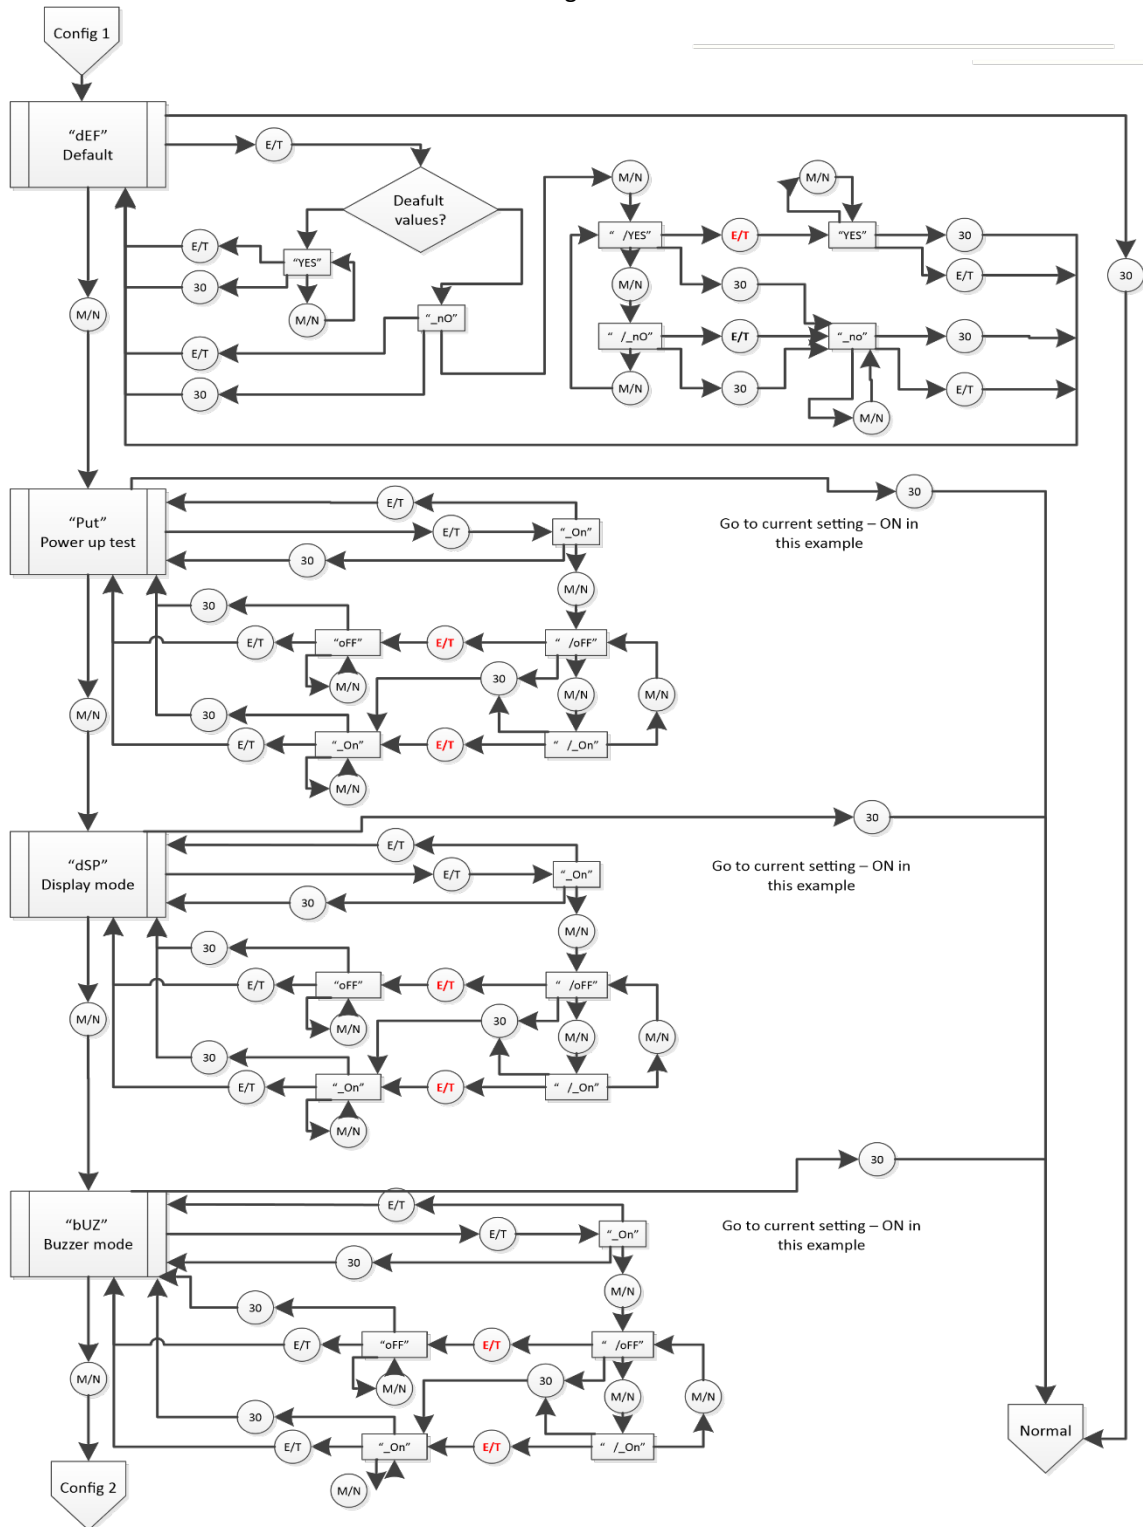 g
Config 1
"dEF"
Default
E/T
Deafult
values?
M/N
M/N
"  /YES"
E/T
"YES"
30
E/T
"YES"
E/T
30
M/N
30
30
M/N
M/N
"_nO"
"  /_nO"
E/T
"_no"
30
E/T
M/N
30
E/T
30
M/N
"Put"
Power up test
E/T
30
E/T
"_On"
Go to current setting – ON in
this example
30
M/N
30
E/T
"oFF"
E/T
"  /oFF"
M/N
30
M/N
M/N
M/N
30
E/T
"_On"
E/T
"  /_On"
M/N
"dSP"
Display mode
30
E/T
E/T
"_On"
Go to current setting – ON in
this example
30
M/N
30
E/T
"oFF"
E/T
"  /oFF"
M/N
M/N
30
M/N
M/N
30
E/T
"_On"
E/T
"  /_On"
M/N
"bUZ"
Buzzer mode
30
E/T
E/T
"_On"
Go to current setting – ON in
this example
30
M/N
30
E/T
"oFF"
E/T
"  /oFF"
M/N
M/N
30
M/N
M/N
30
E/T
"_On"
E/T
"  /_On"
M/N
Normal
Config 2